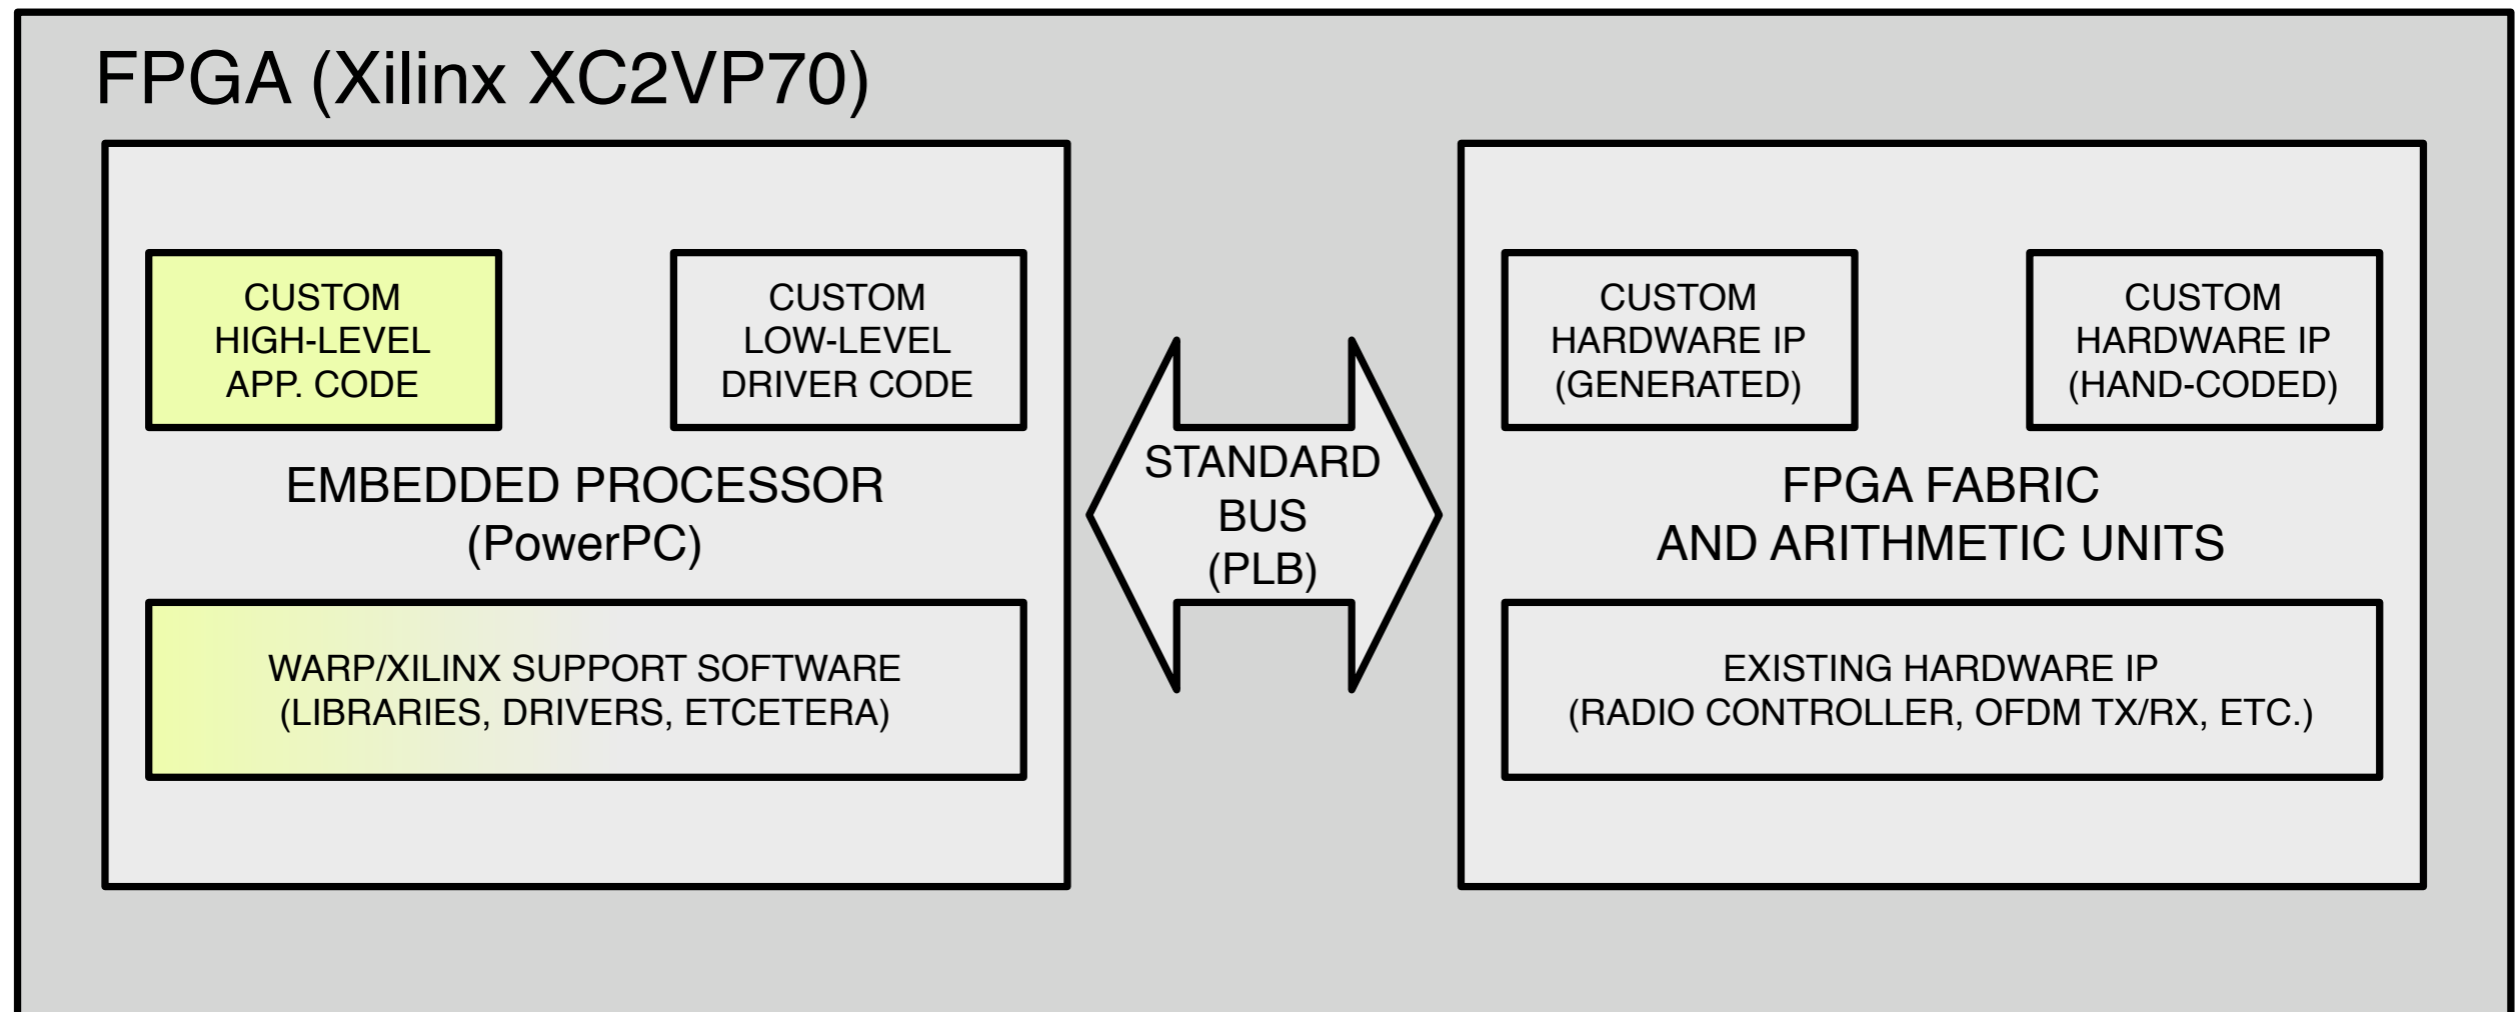 FPGA (Xilinx XC2VP70)
CUSTOM
HIGH-LEVEL
APP. CODE
CUSTOM
LOW-LEVEL
DRIVER CODE
EMBEDDED PROCESSOR
(PowerPC)
WARP/XILINX SUPPORT SOFTWARE
(LIBRARIES, DRIVERS, ETCETERA)
STANDARD
BUS
(PLB)
CUSTOM
HARDWARE IP
(GENERATED)
CUSTOM
HARDWARE IP
(HAND-CODED)
FPGA FABRIC
AND ARITHMETIC UNITS
EXISTING HARDWARE IP
(RADIO CONTROLLER, OFDM TX/RX, ETC.)